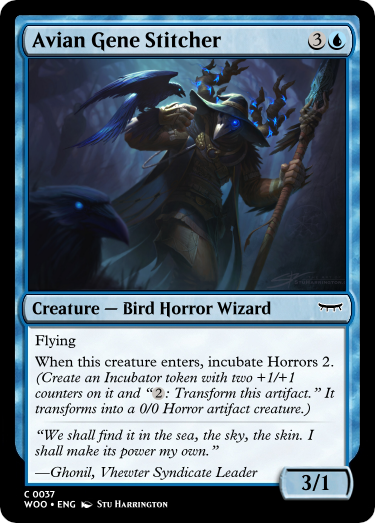 Avian Gene Stitcher 3
Creature — Bird Horror Wizard
Flying
When this creature enters, incubate Horrors 2.
(Create an Incubator token with two +1/+1
counters on it and “2: Transform this artifact.” It
transforms into a 0/0 Horror artifact creature.)
“We shall find it in the sea, the sky, the skin. I
shall make its power my own.”
—Ghonil, Vhewter Syndicate Leader
3/1
C 0037
WOO • ENG STU HARRINGTON